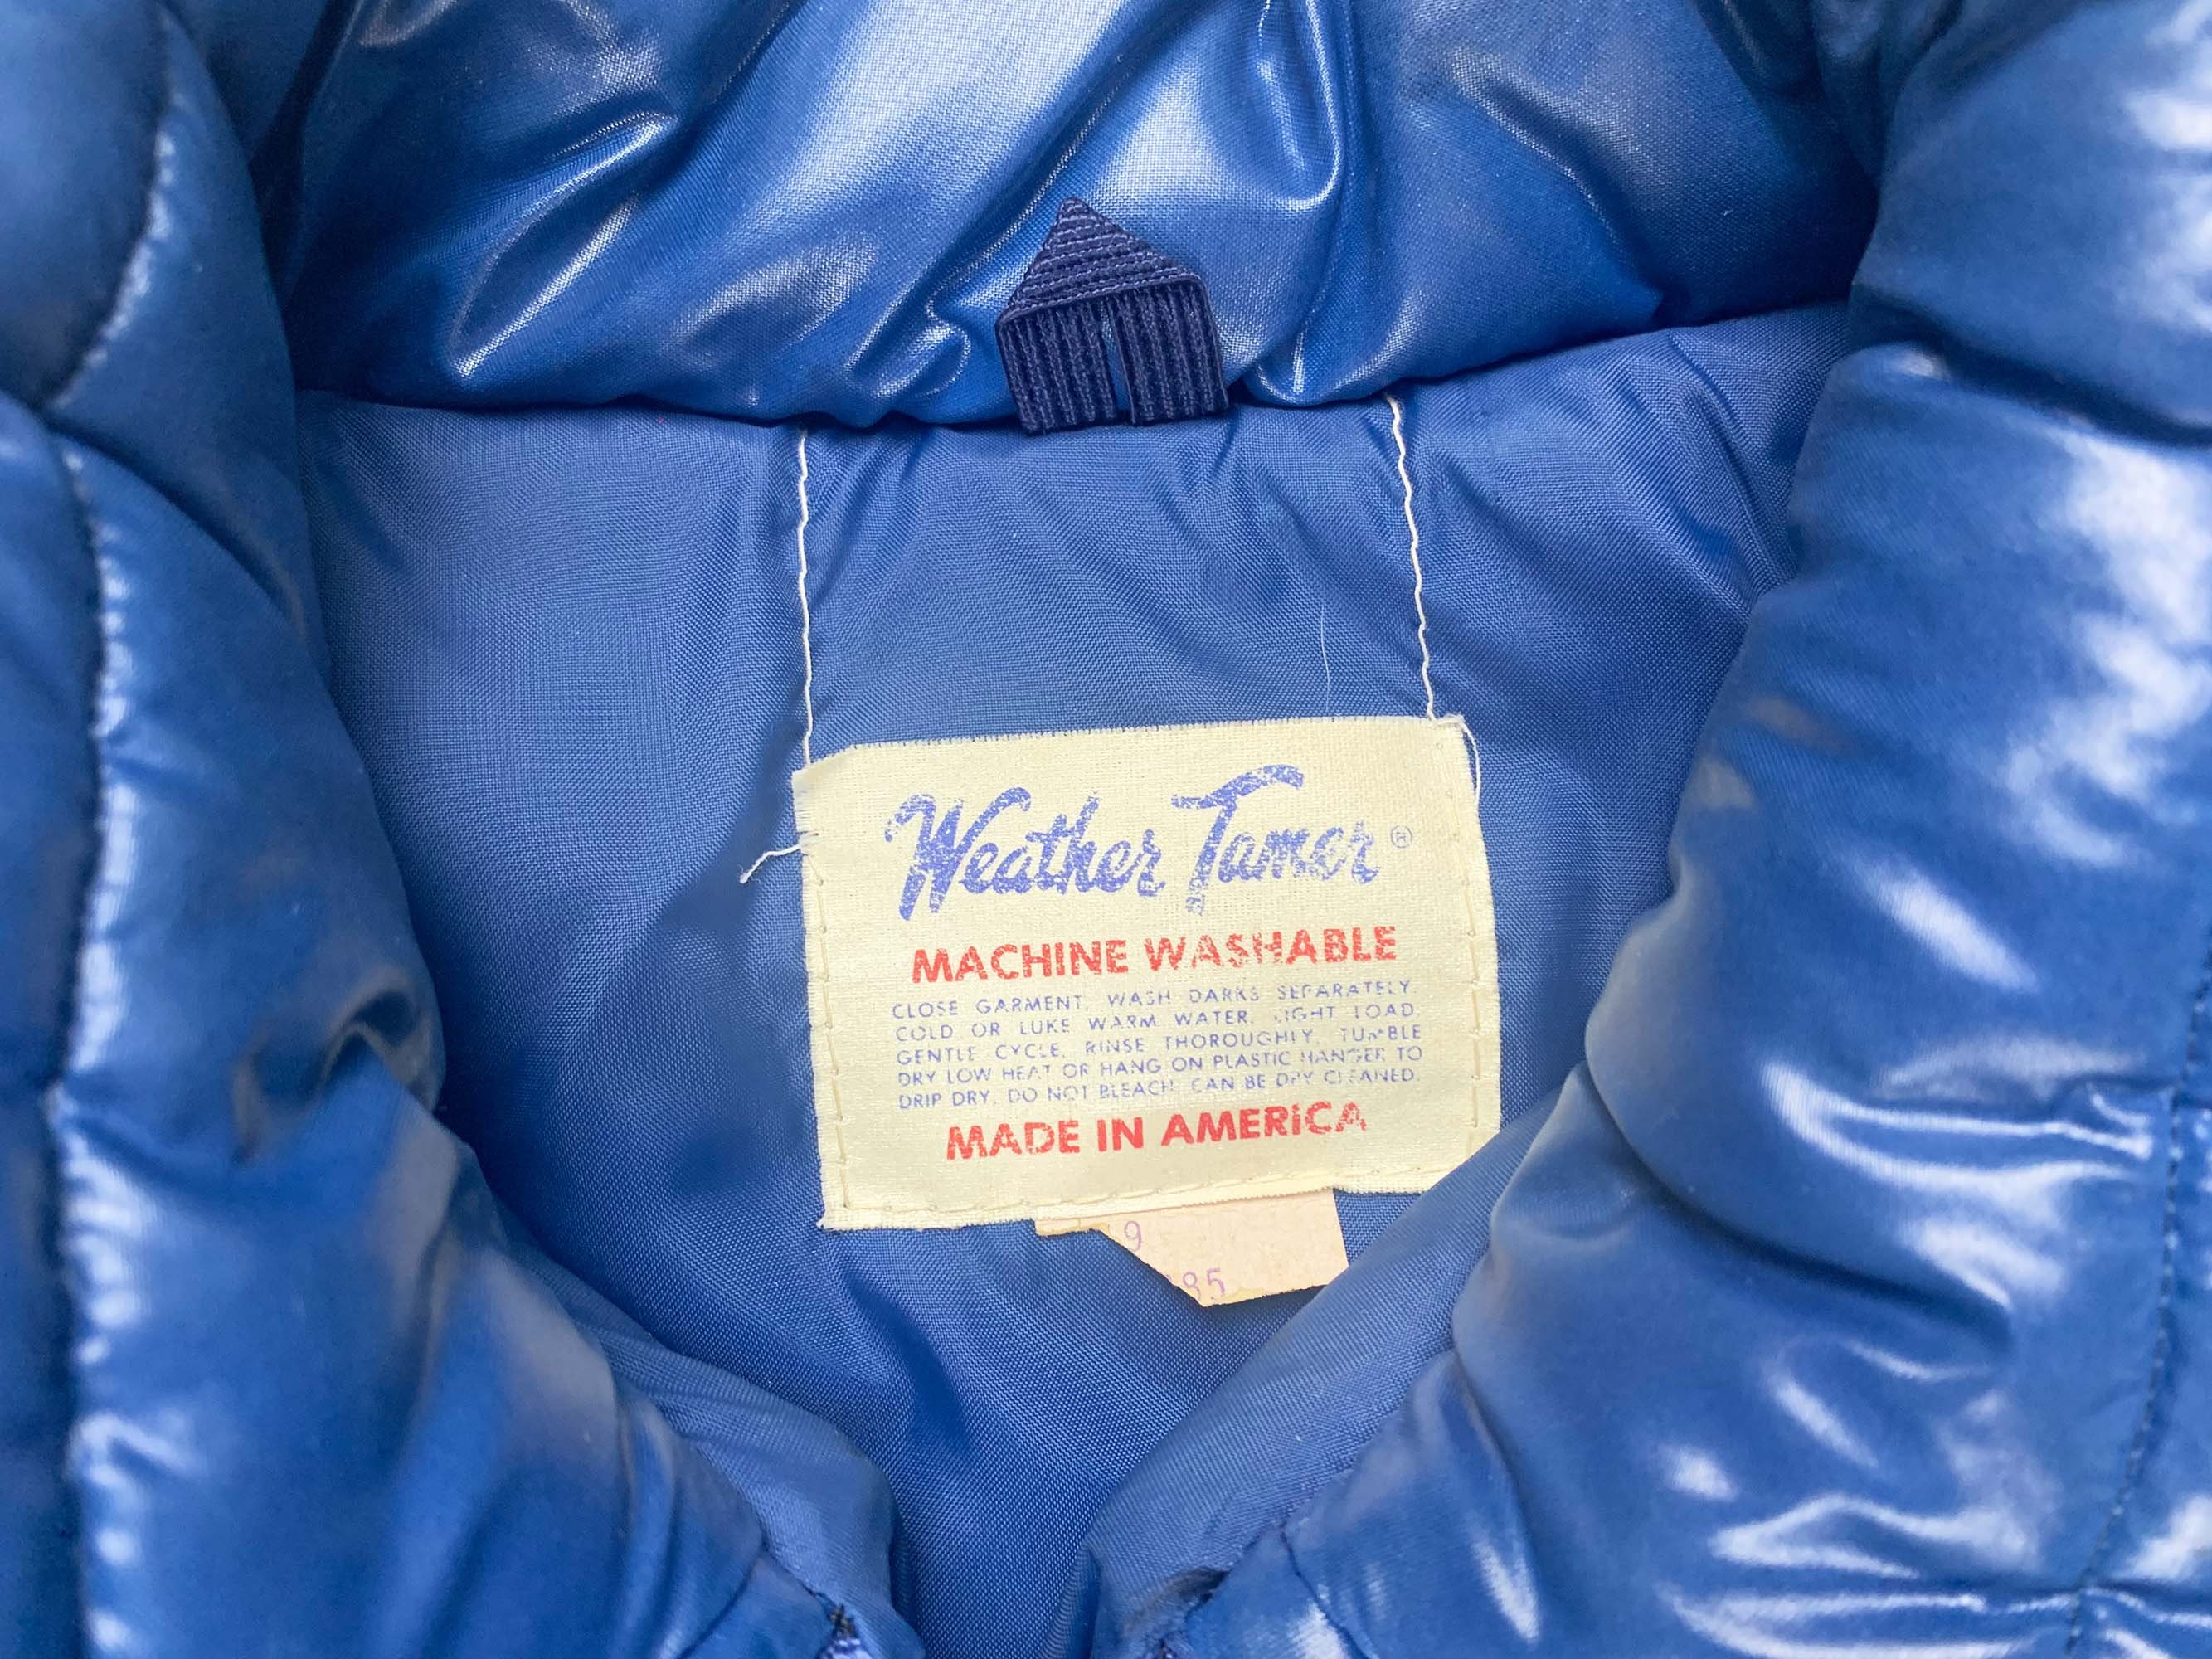 Weather Tamer®
MACHINE WASHABLE
CLOSE GARMENT. WASH DARKS SEPARATELY.
COLD OR LUKE WARM WATER. LIGHT LOAD.
GENTLE CYCLE. RINSE THOROUGHLY. TUMBLE
DRY LOW HEAT OR HANG ON PLASTIC HANGER TO
DRIP DRY. DO NOT BLEACH. CAN BE DRY CLEANED.
MADE IN AMERICA
9
85